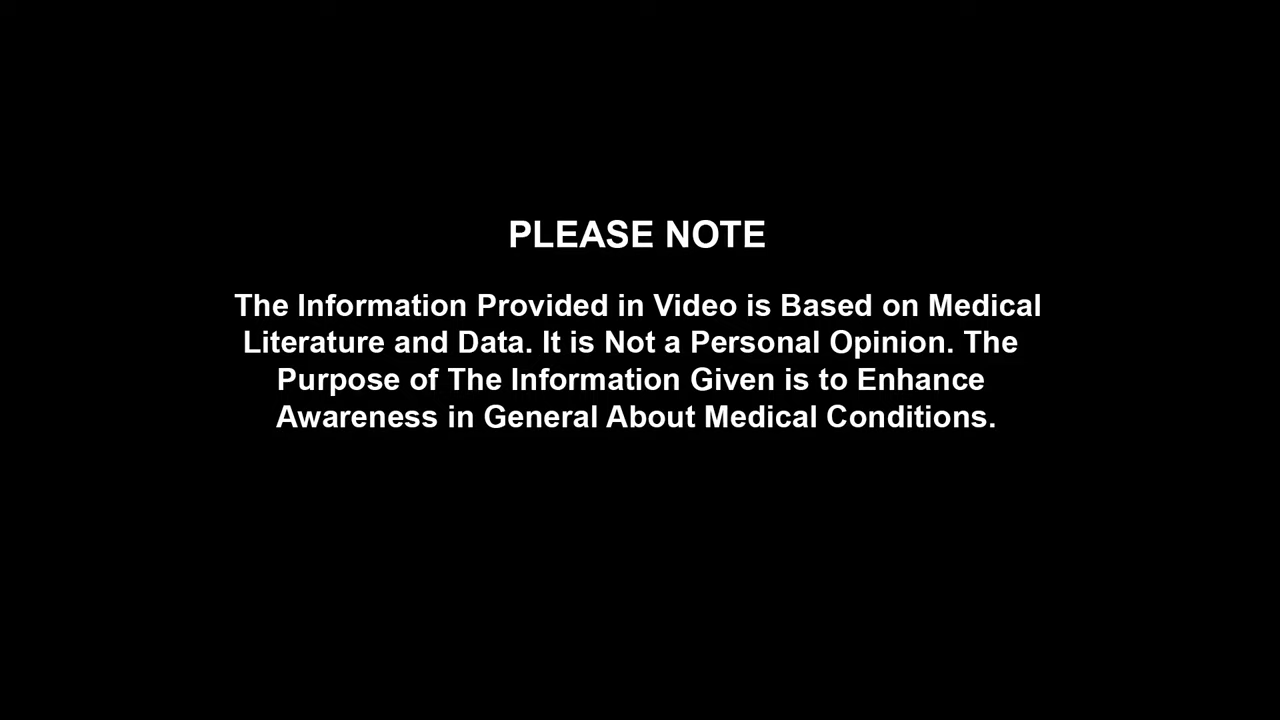 PLEASE NOTE
The Information Provided in Video is Based on Medical
Literature and Data. It is Not a Personal Opinion. The
Purpose of The Information Given is to Enhance
Awareness in General About Medical Conditions.